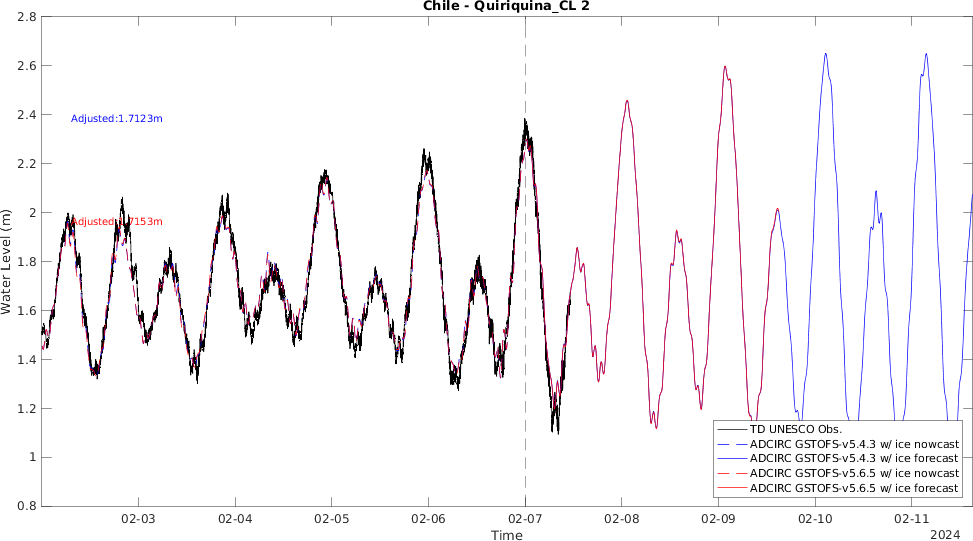 Chile - Quiriquina_CL 2
2.8
2.6
2.4
2.2
2
1.8
1.6
1.4
1.2
1
0.8
Water Level (m)
Adjusted:1.7123m
Adjusted:1.7153m
TD UNESCO Obs.
ADCIRC GSTOFS-v5.4.3 w/ ice nowcast
ADCIRC GSTOFS-v5.4.3 w/ ice forecast
ADCIRC GSTOFS-v5.6.5 w/ ice nowcast
ADCIRC GSTOFS-v5.6.5 w/ ice forecast
02-03 02-04 02-05 02-06 02-07 02-08 02-09 02-10 02-11
Time
2024